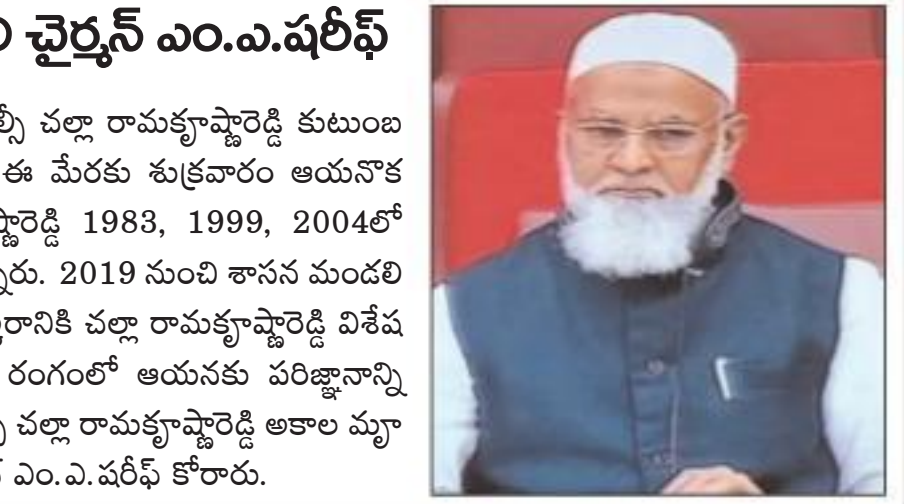 చైర్మన్ ఎం.ఎ.షరీఫ్
చల్లా రామకృష్ణారెడ్డి కుటుంబ
ఈ మేరకు శుక్రవారం ఆయనొక
1983, 1999, 2004లో
2019 నుంచి శాసన మండలి
చల్లా రామకృష్ణారెడ్డి విశేష
రంగంలో ఆయనకు పరిజ్ఞానాన్ని
చల్లా రామకృష్ణారెడ్డి అకాల మృ
ఎం.ఎ.షరీఫ్ కోరారు.